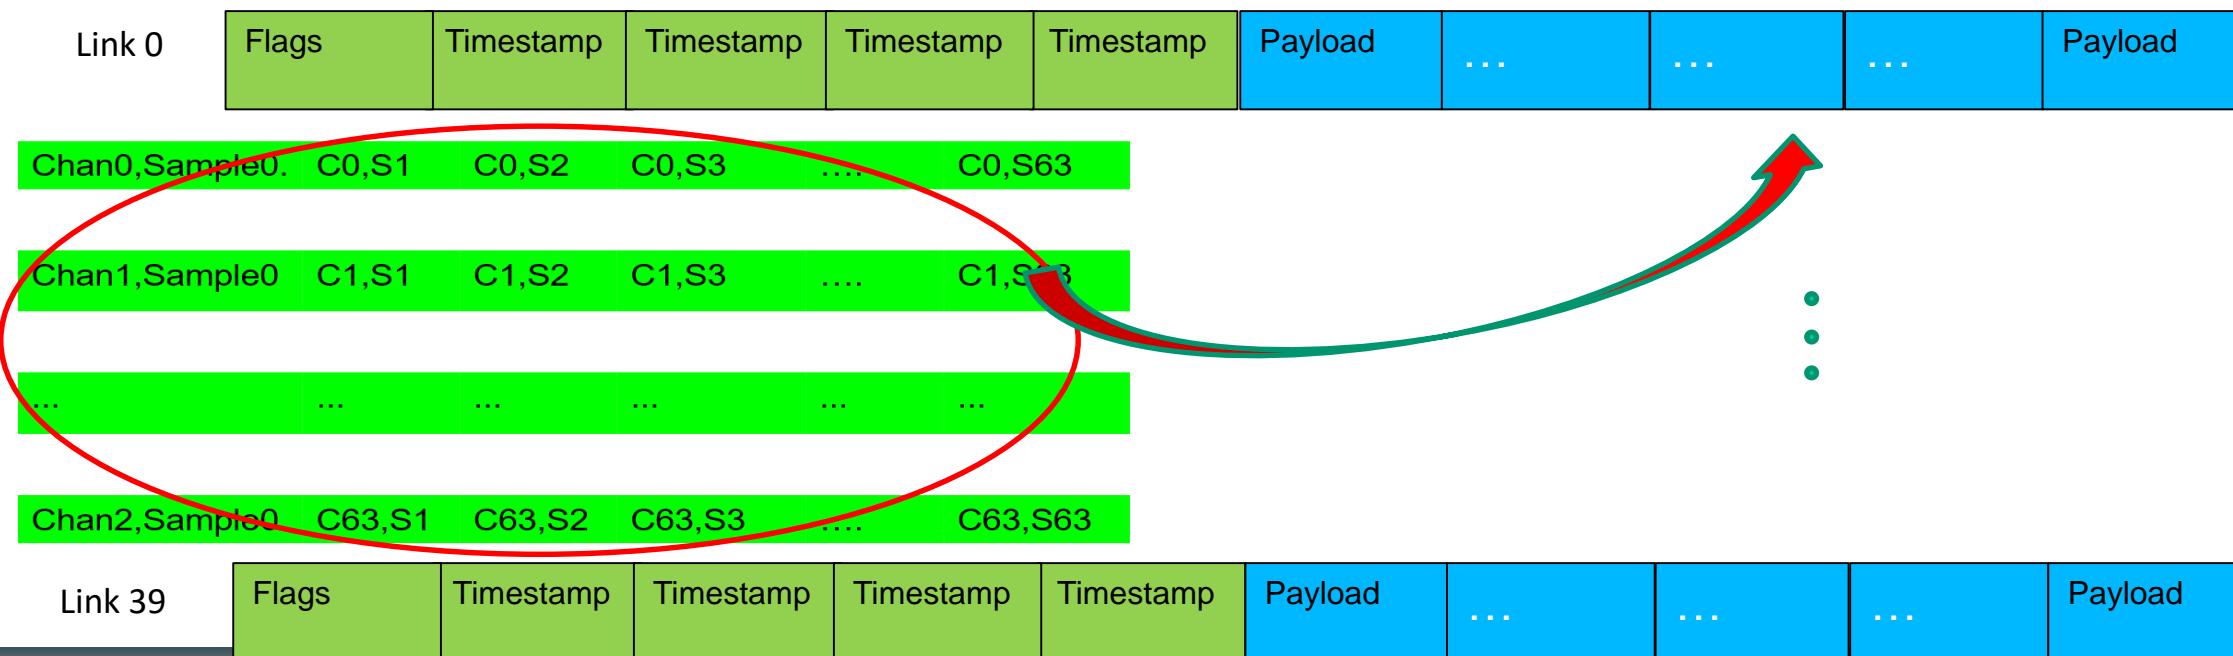 Link 0 Flags Timestamp Timestamp Timestamp Timestamp Payload ... ... ... Payload
Chan0,Sample0. C0,S1 C0,S2 C0,S3 .... C0,S63
Chan1,Sample0 C1,S1 C1,S2 C1,S3 .... C1,S63
... ... ... ... ... ...
Chan2,Sample0 C63,S1 C63,S2 C63,S3 .... C63,S63
Link 39 Flags Timestamp Timestamp Timestamp Timestamp Payload ... ... ... Payload